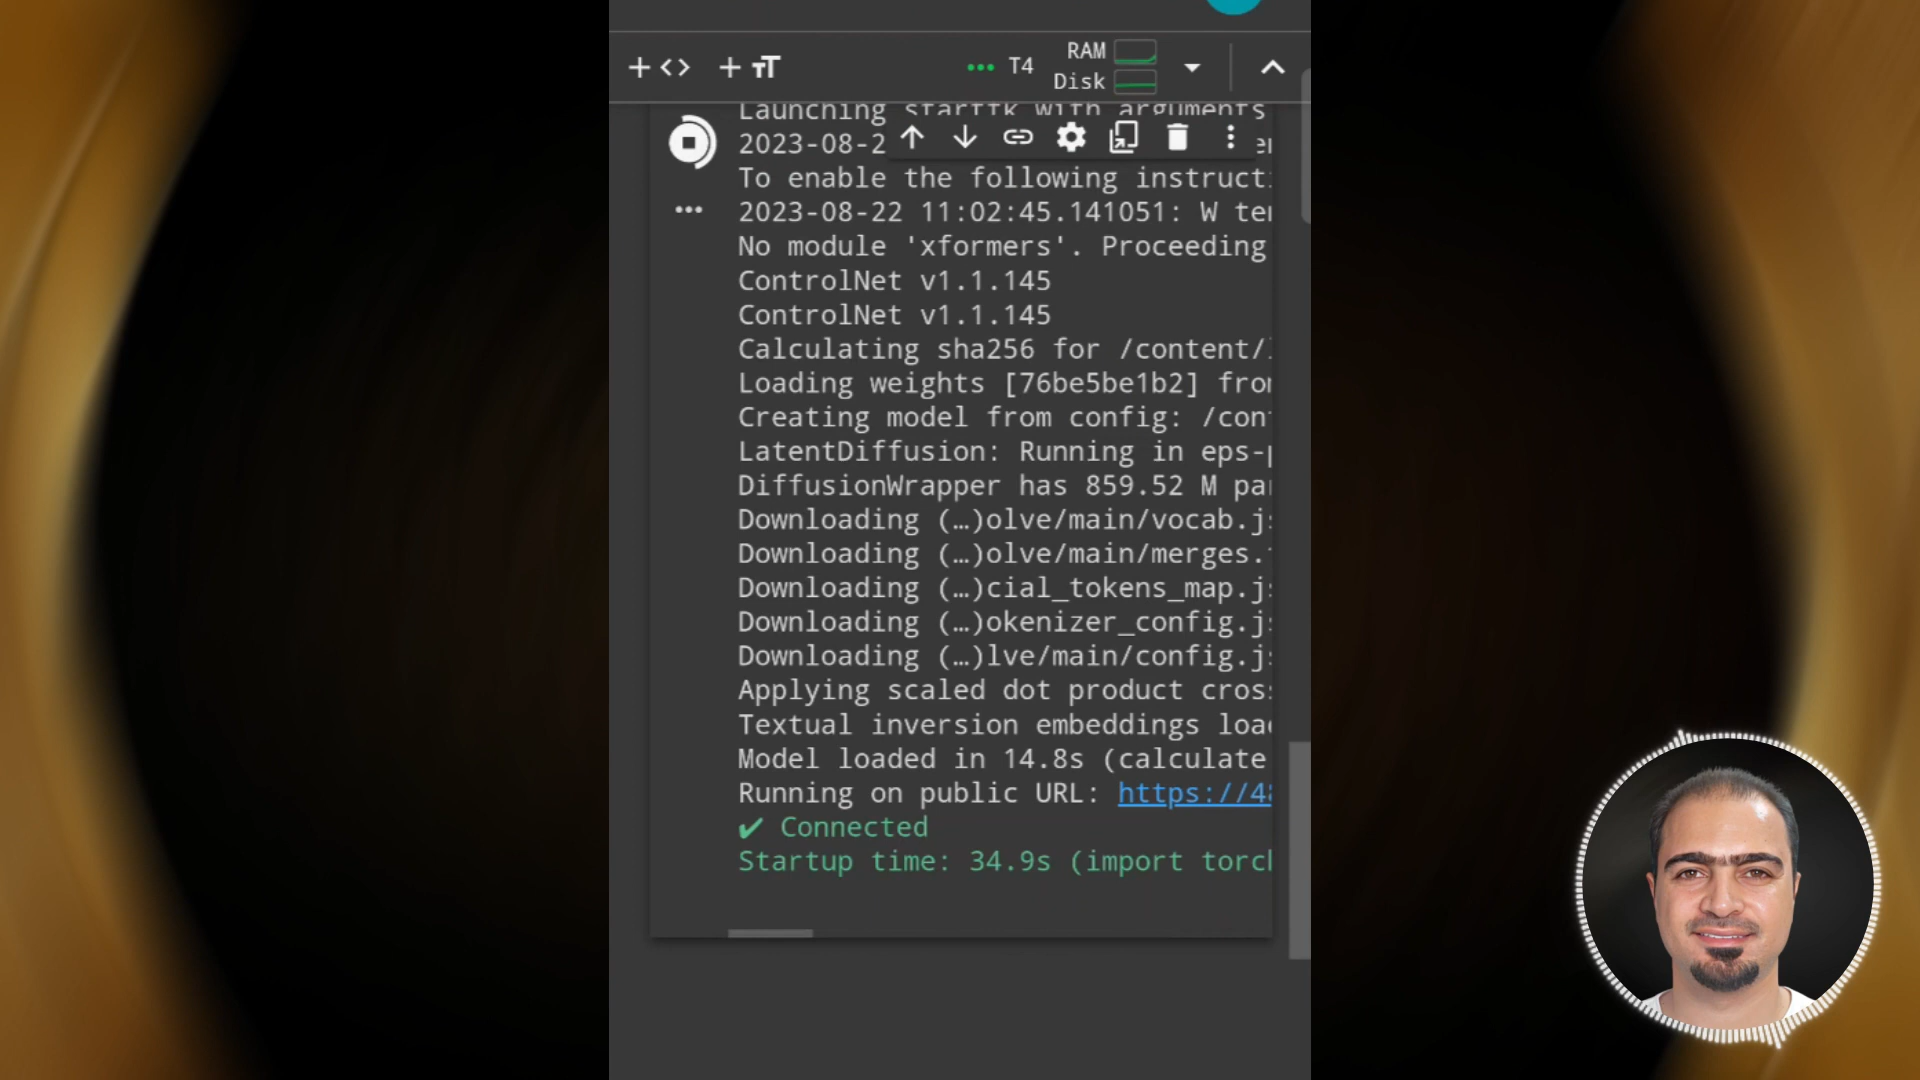 T4
RAM
Disk
Launching startfk with arguments
2023-08-2
To enable the following instruct
2023-08-22 11:02:45.141051: W te
No module 'xformers'. Proceeding
ControlNet v1.1.145
ControlNet v1.1.145
Calculating sha256 for /content/
Loading weights [76be5be1b2] fro
Creating model from config: /con
LatentDiffusion: Running in eps-
DiffusionWrapper has 859.52 M pa
Downloading (…)olve/main/vocab.j
Downloading (…)olve/main/merges.
Downloading (…)cial_tokens_map.j
Downloading (…)okenizer_config.j
Downloading (…)lve/main/config.j
Applying scaled dot product cros
Textual inversion embeddings loa
Model loaded in 14.8s (calculate
Running on public URL: https://4
✔ Connected
Startup time: 34.9s (import torc